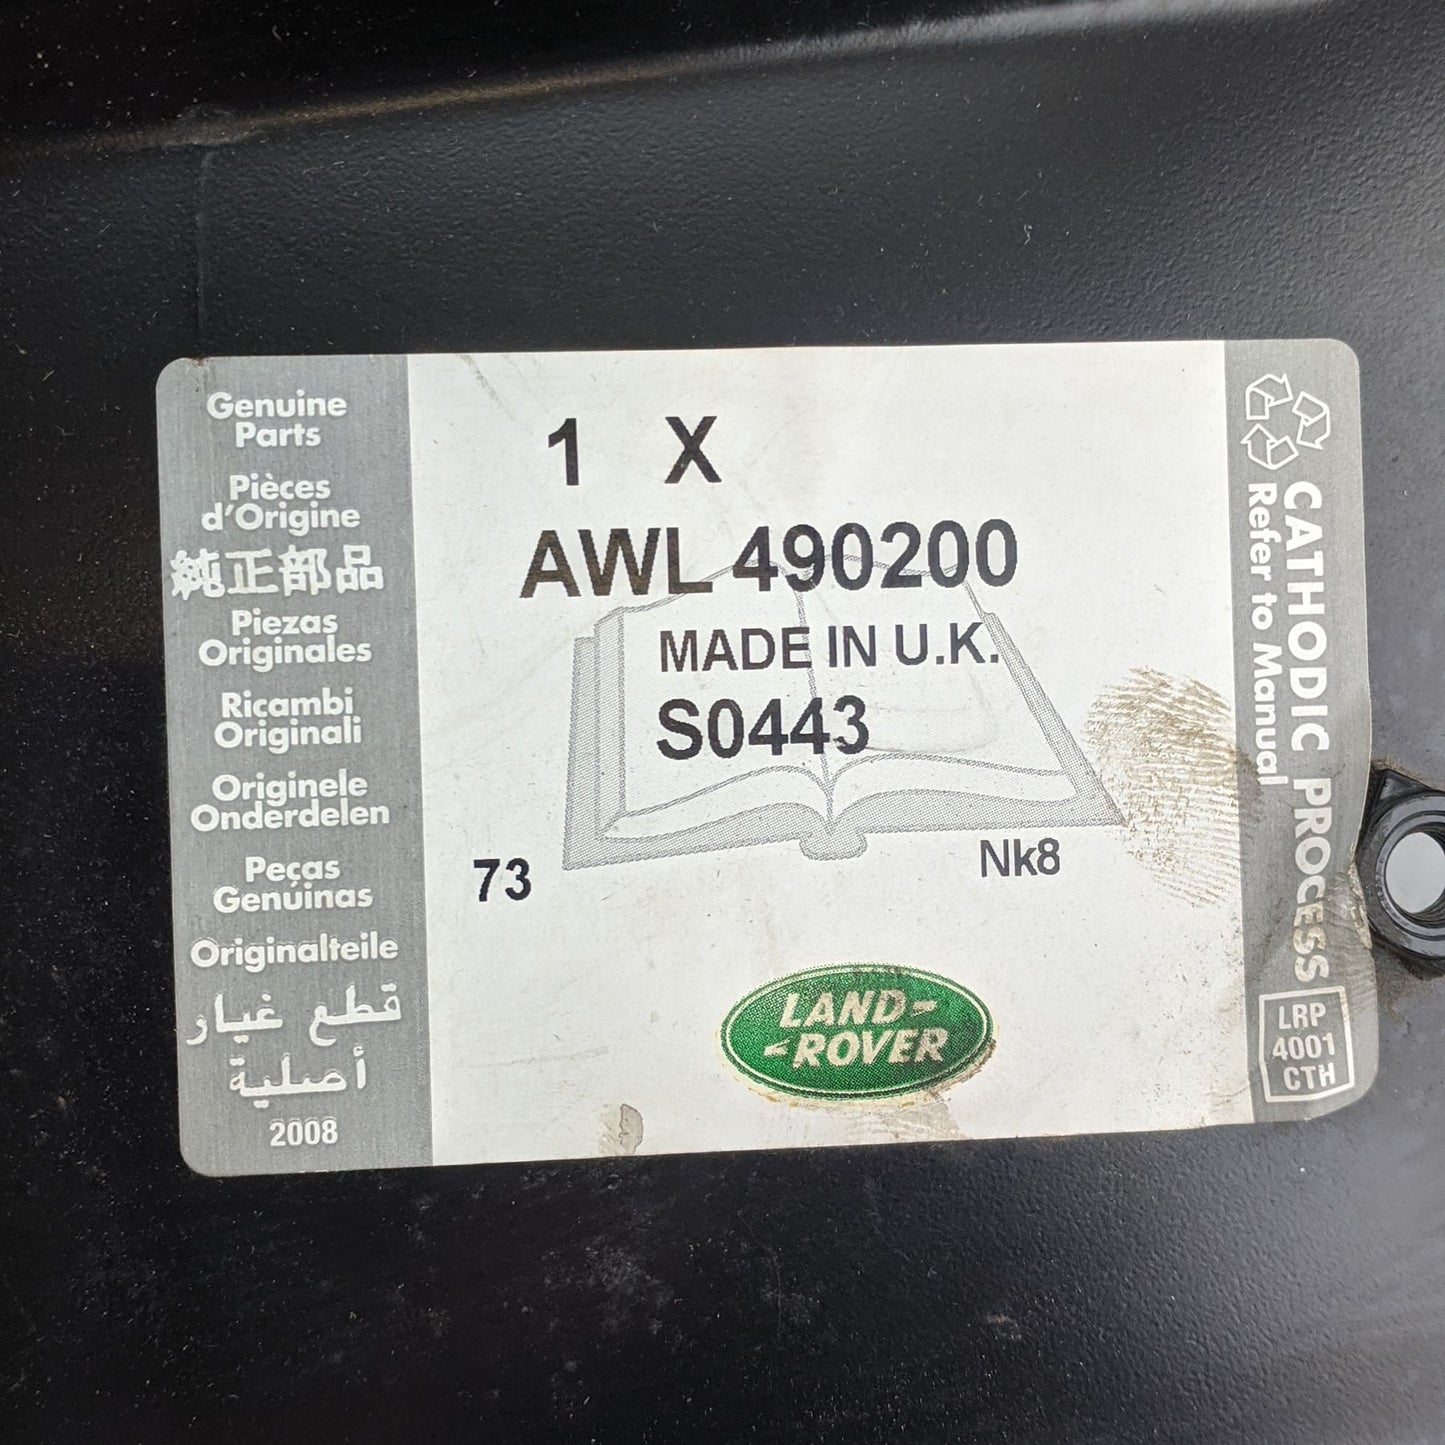 Genuine
Parts
Pièces
d'Origine
純正部品
Piezas
Originales
Ricambi
Originali
Originele
Onderdelen
Peças
Genúinas
Originalteile
قطع غيار
أصلية
2008
1 X
AWL 490200
MADE IN U.K.
S0443
73
Nk8
LAND-
-ROVER
CATHODIC PROCESS
Refer to Manual
LRP
4001
CTH